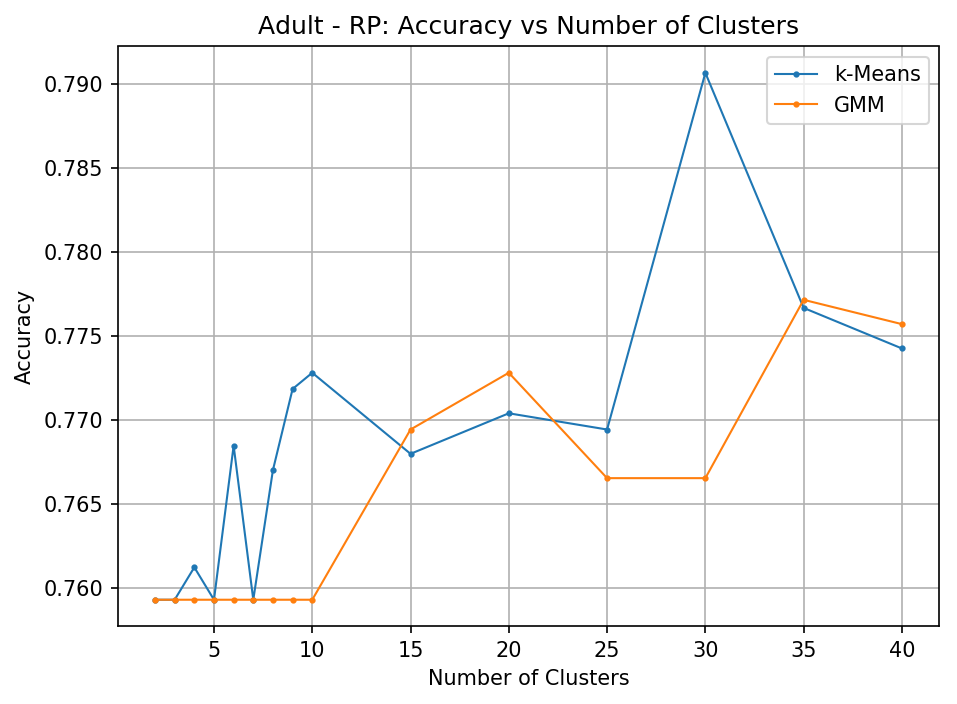 Adult - RP: Accuracy vs Number of Clusters
k-Means
GMM
Accuracy
0.790
0.785
0.780
0.775
0.770
0.765
0.760
5 10 15 20 25 30 35 40
Number of Clusters